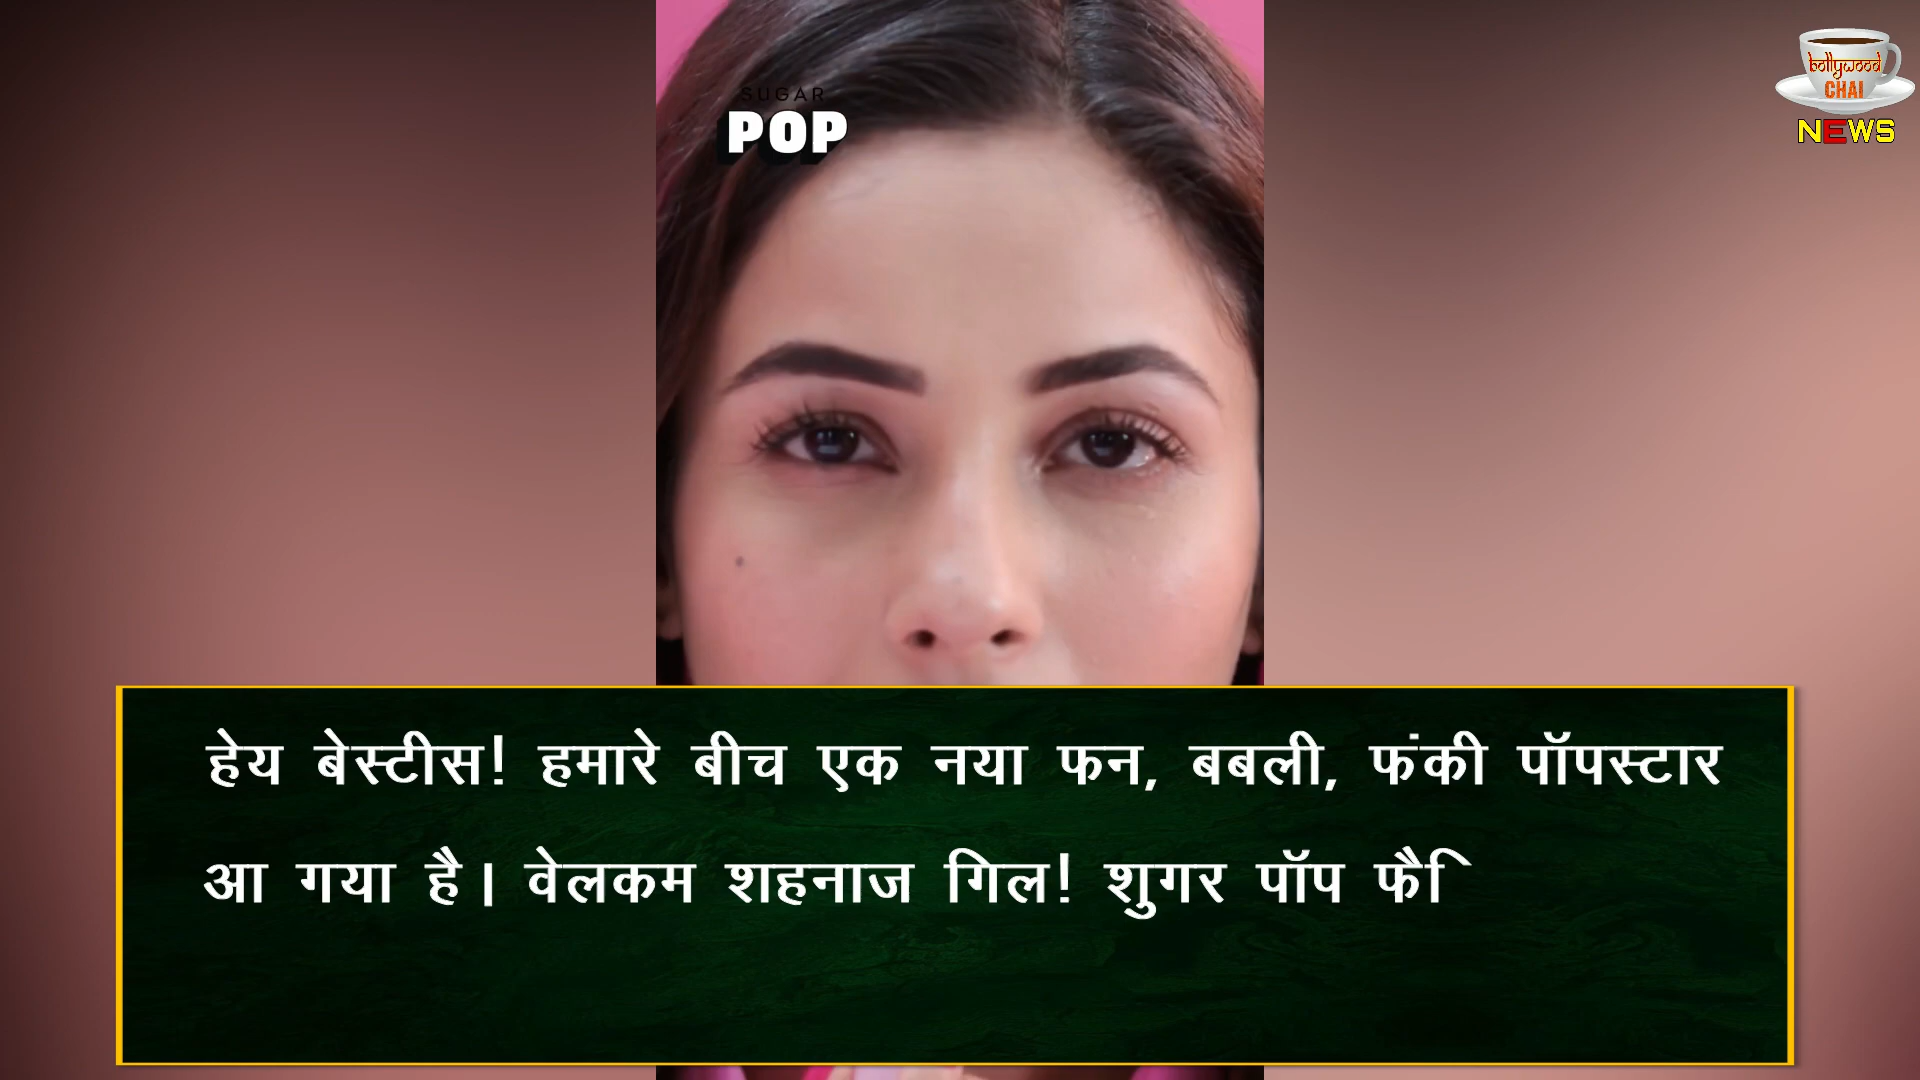 SUGAR
POP
bollywood
CHAI
NEWS
हेय बेस्टीस! हमारे बीच एक नया फन, बबली, फंकी पॉपस्टार
आ गया है। वेलकम शहनाज गिल! शुगर पॉप